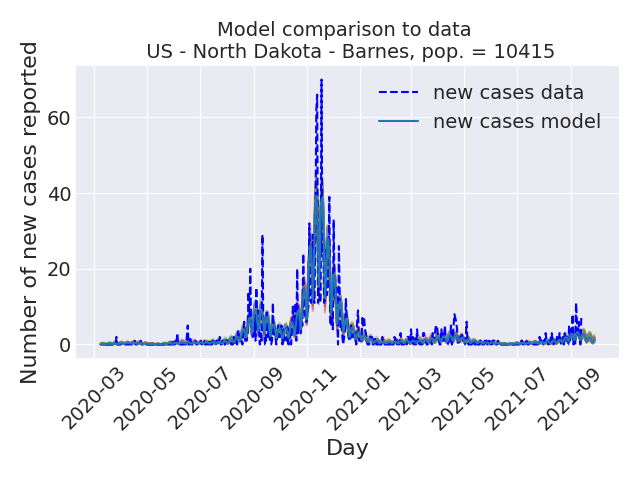 Model comparison to data
US - North Dakota - Barnes, pop. = 10415
Number of new cases reported
60
40
20
0
new cases data
new cases model
2020-03
2020-05
2020-07
2020-09
2020-11
2021-01
2021-03
2021-05
2021-07
2021-09
Day